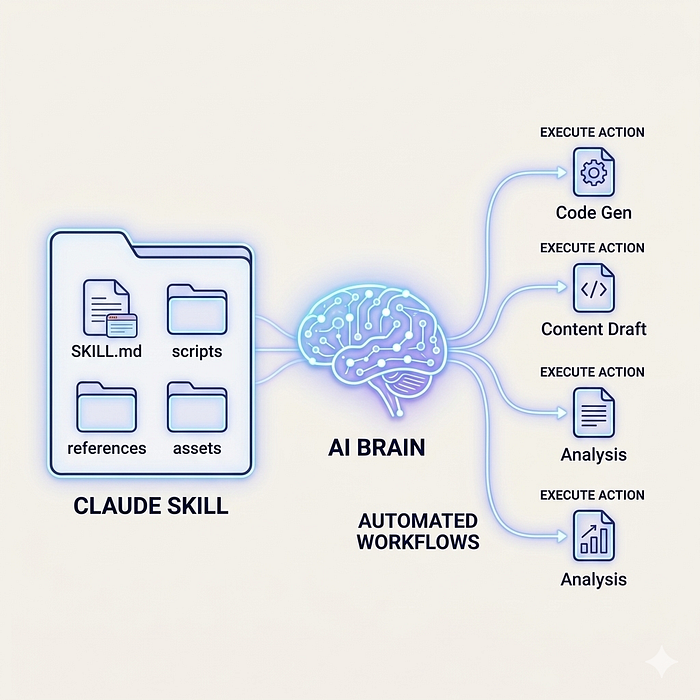 SKILL.md
scripts
references
assets
CLAUDE SKILL
AI BRAIN
AUTOMATED
WORKFLOWS
EXECUTE ACTION
Code Gen
EXECUTE ACTION
Content Draft
EXECUTE ACTION
Analysis
EXECUTE ACTION
Analysis